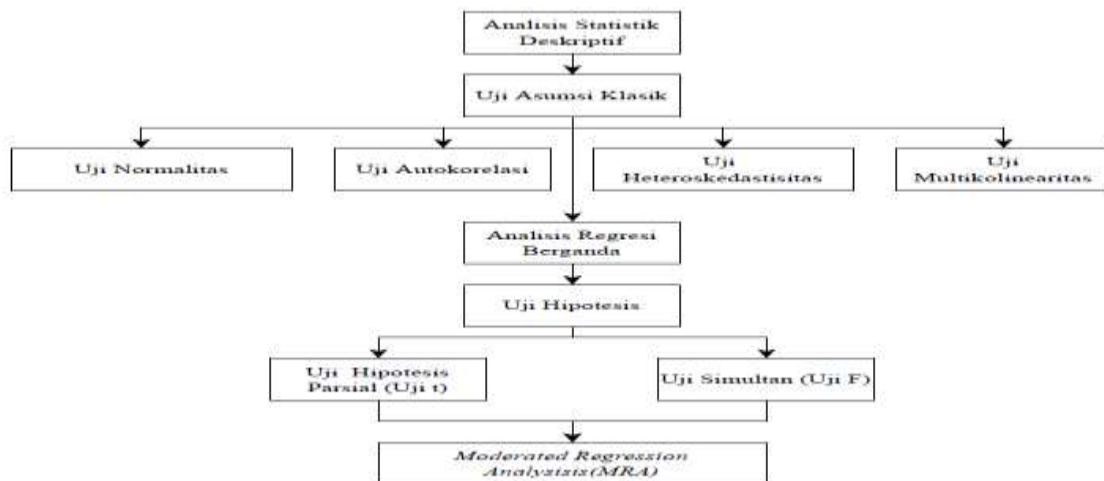 Analisis Statistik
Deskriptif
Uji Asumsi Klasik
Uji Normalitas
Uji Autokorelasi
Uji
Heteroskedastisitas
Uji
Multikolinearitas
Analisis Regresi
Berganda
Uji Hipotesis
Uji Hipotesis
Parsial (Uji t)
Uji Simultan (Uji F)
Moderated Regression
Analysisis(MRA)